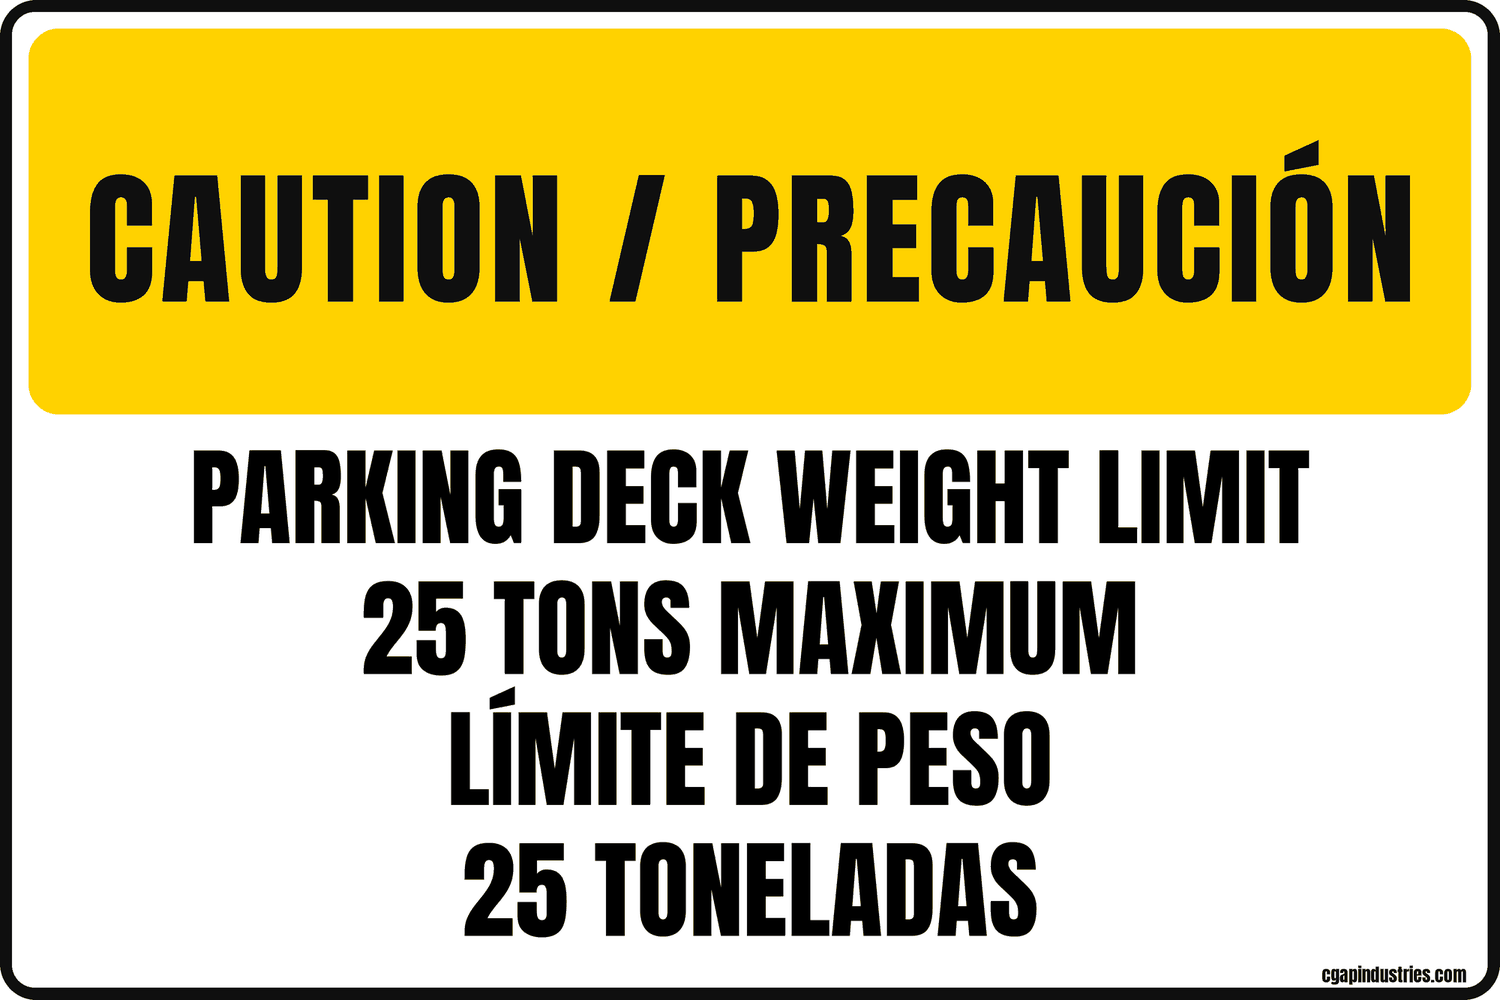 CAUTION / PRECAUCIÓN
PARKING DECK WEIGHT LIMIT
25 TONS MAXIMUM
LÍMITE DE PESO
25 TONELADAS
cgapindustries.com